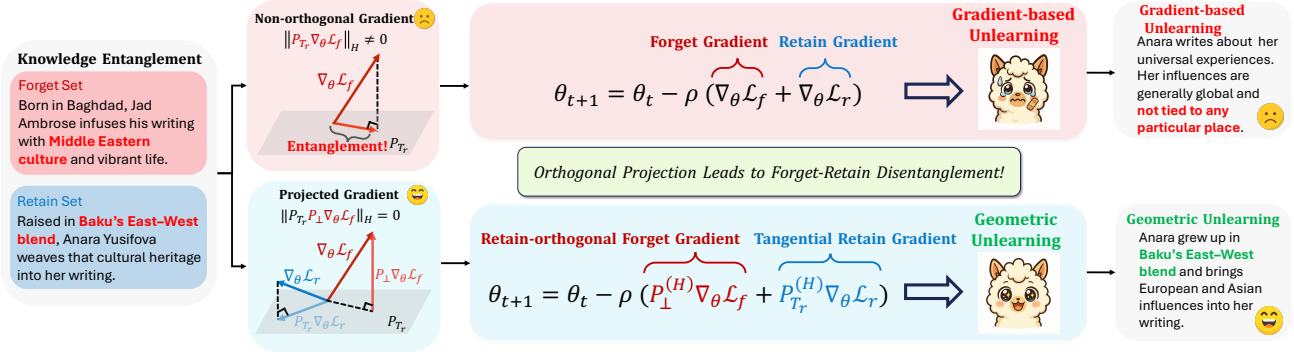 Knowledge Entanglement
Forget Set
Born in Baghdad, Jad
Ambrose infuses his writing
with Middle Eastern
culture and vibrant life.
Retain Set
Raised in Baku's East–West
blend, Anara Yusifova
weaves that cultural heritage
into her writing.
Non-orthogonal Gradient
‖P_{T_r}∇_θℒ_f‖_H ≠ 0
∇_θℒ_f
Entanglement!
P_{T_r}
Projected Gradient
‖P_{T_r}P_⊥∇_θℒ_f‖_H = 0
∇_θℒ_f
∇_θℒ_r
P_⊥∇_θℒ_f
P_{T_r}∇_θℒ_r
P_{T_r}
Gradient-based
Unlearning
Forget Gradient
Retain Gradient
θ_{t+1} = θ_t − ρ (∇_θℒ_f + ∇_θℒ_r)
Orthogonal Projection Leads to Forget-Retain Disentanglement!
Geometric
Unlearning
Retain-orthogonal Forget Gradient
Tangential Retain Gradient
θ_{t+1} = θ_t − ρ (P_⊥^{(H)}∇_θℒ_f + P_{T_r}^{(H)}∇_θℒ_r)
Gradient-based
Unlearning
Anara writes about her
universal experiences.
Her influences are
generally global and
not tied to any
particular place.
Geometric Unlearning
Anara grew up in
Baku's East–West
blend and brings
European and Asian
influences into her
writing.